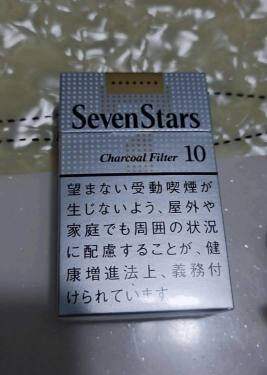 SevenStars
Charcoal Filter 10
望まない受動喫煙が
生じないよう、屋外や
家庭でも周囲の状況
に配慮することが、健
康増進法上、義務付
けられています。